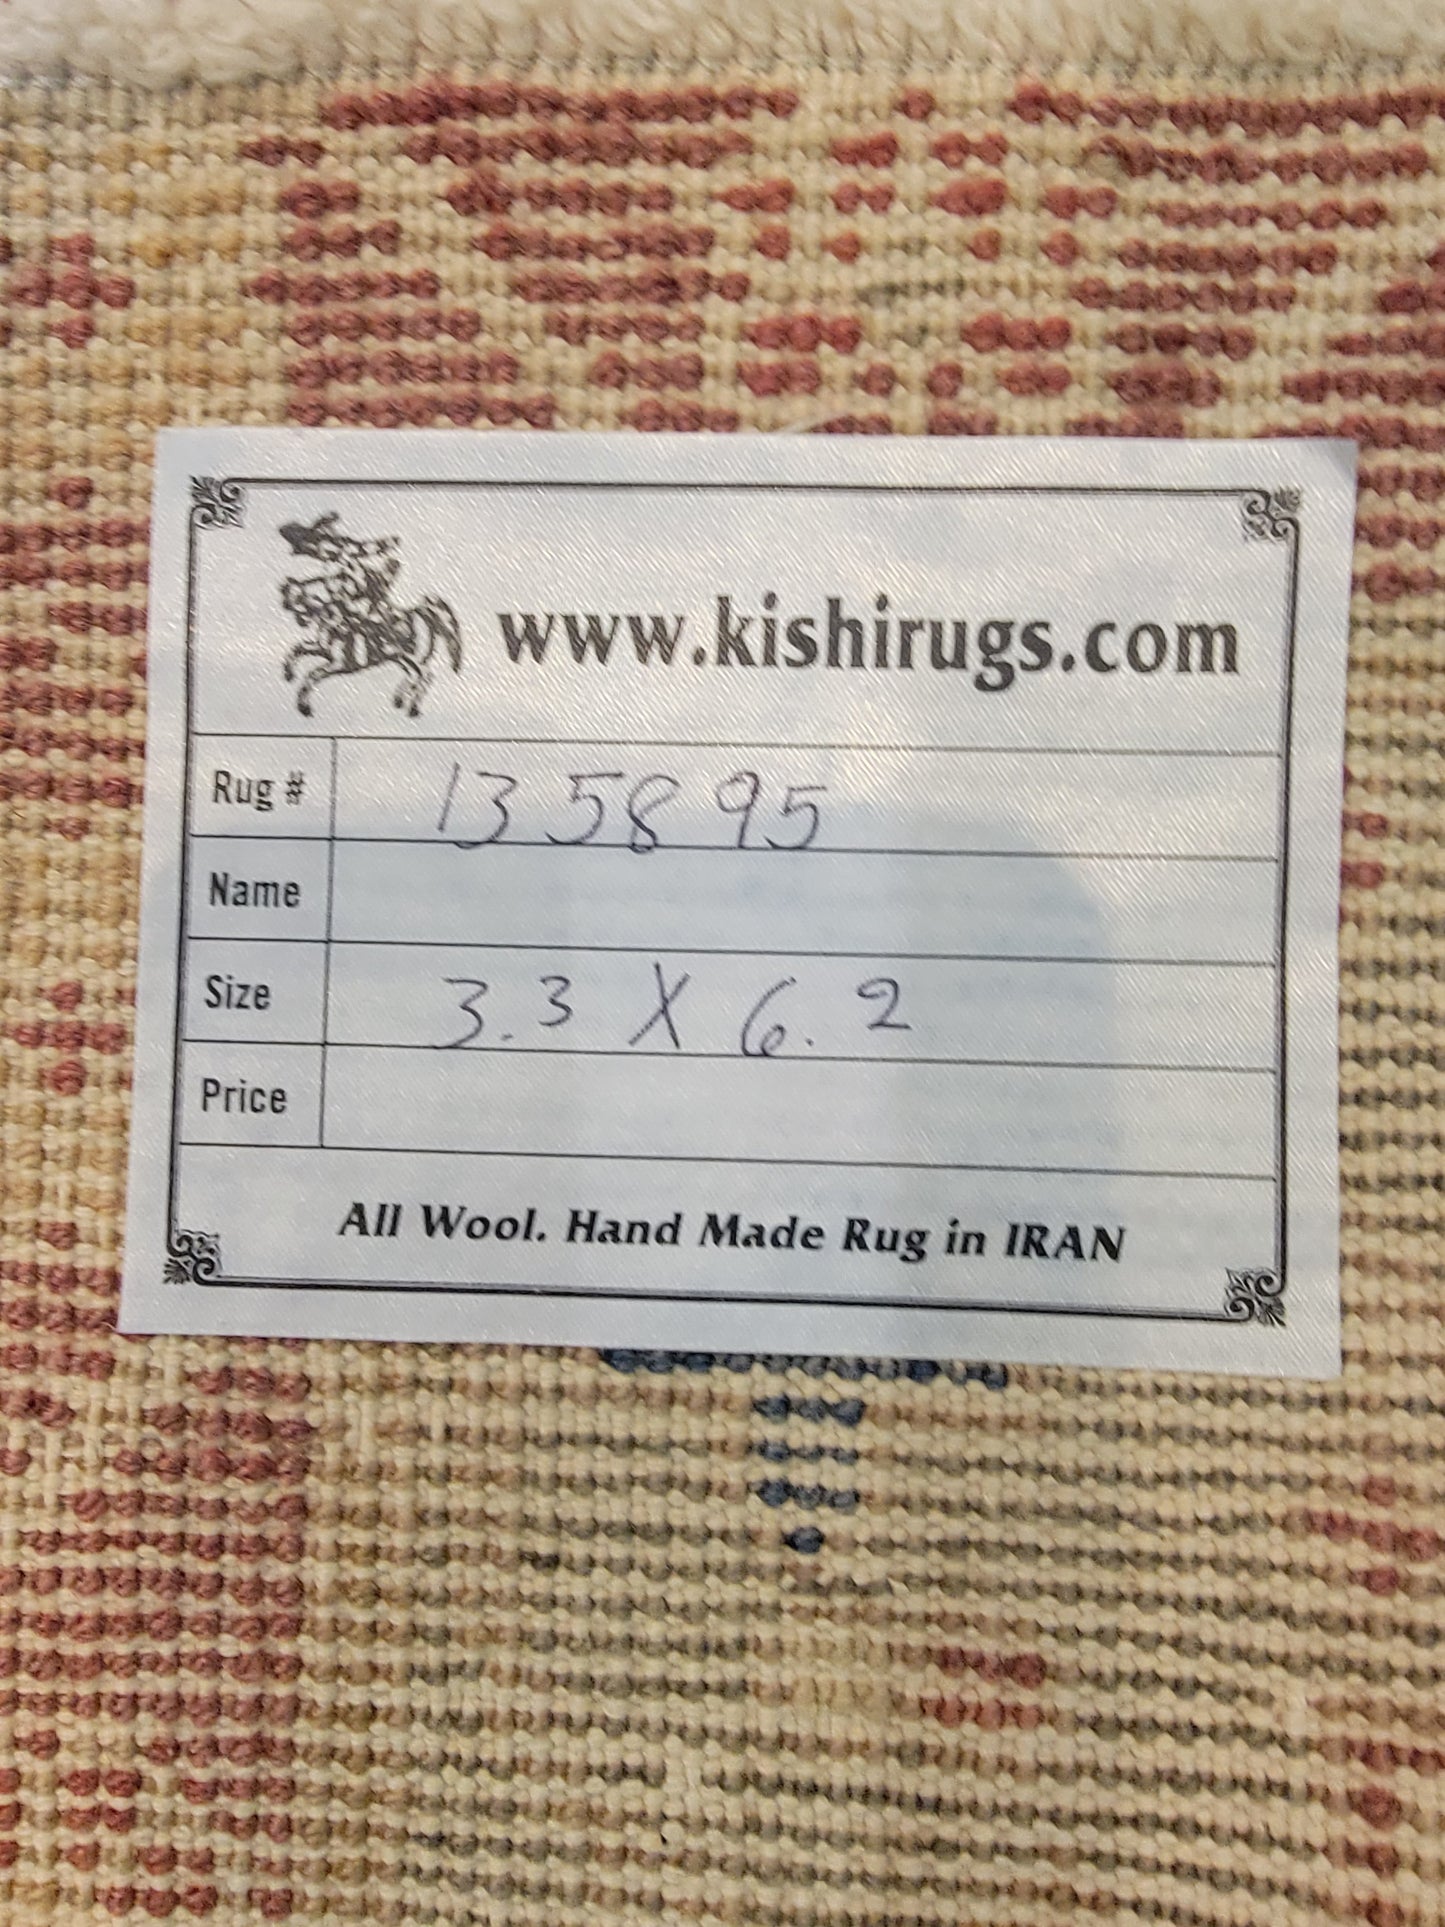 www.kishirugs.com
Rug # 135895
Name
Size 3.3 X 6.2
Price
All Wool. Hand Made Rug in IRAN